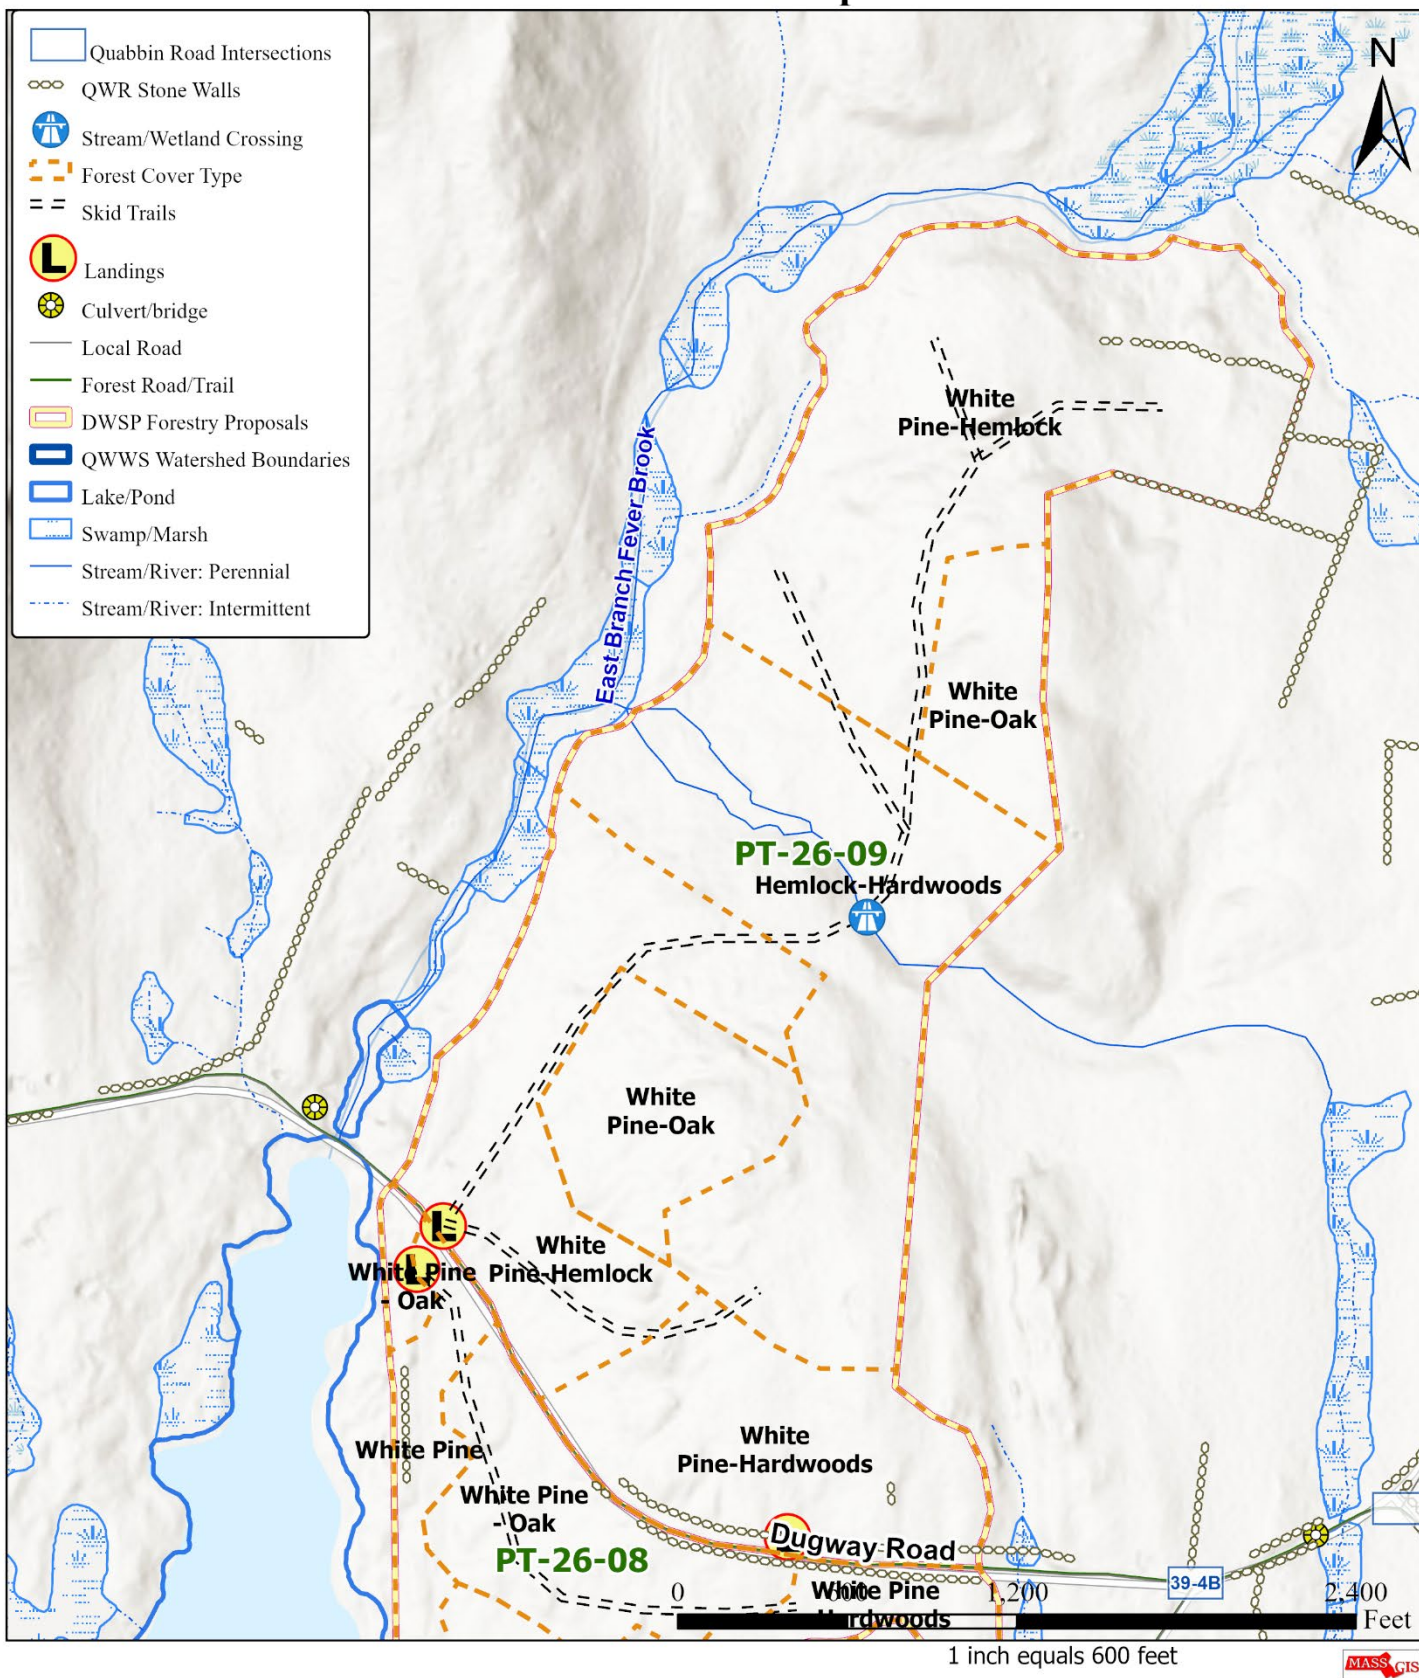 N
Quabbin Road Intersections
QWR Stone Walls
Stream/Wetland Crossing
Forest Cover Type
Skid Trails
L
Landings
Culvert/bridge
Local Road
Forest Road/Trail
DWSP Forestry Proposals
QWWS Watershed Boundaries
Lake/Pond
Swamp/Marsh
Stream/River: Perennial
Stream/River: Intermittent
White
Pine-Hemlock
East Branch Fever Brook
White
Pine-Oak
PT-26-09
Hemlock-Hardwoods
White
Pine-Oak
L
White
Pine-Hemlock
L
White Pine
- Oak
White
Pine-Hardwoods
White Pine
White Pine
- Oak
Dugway Road
PT-26-08
39-4B
White Pine
Hardwoods
0 600 1,200 2,400
Feet
1 inch equals 600 feet
MASS GIS